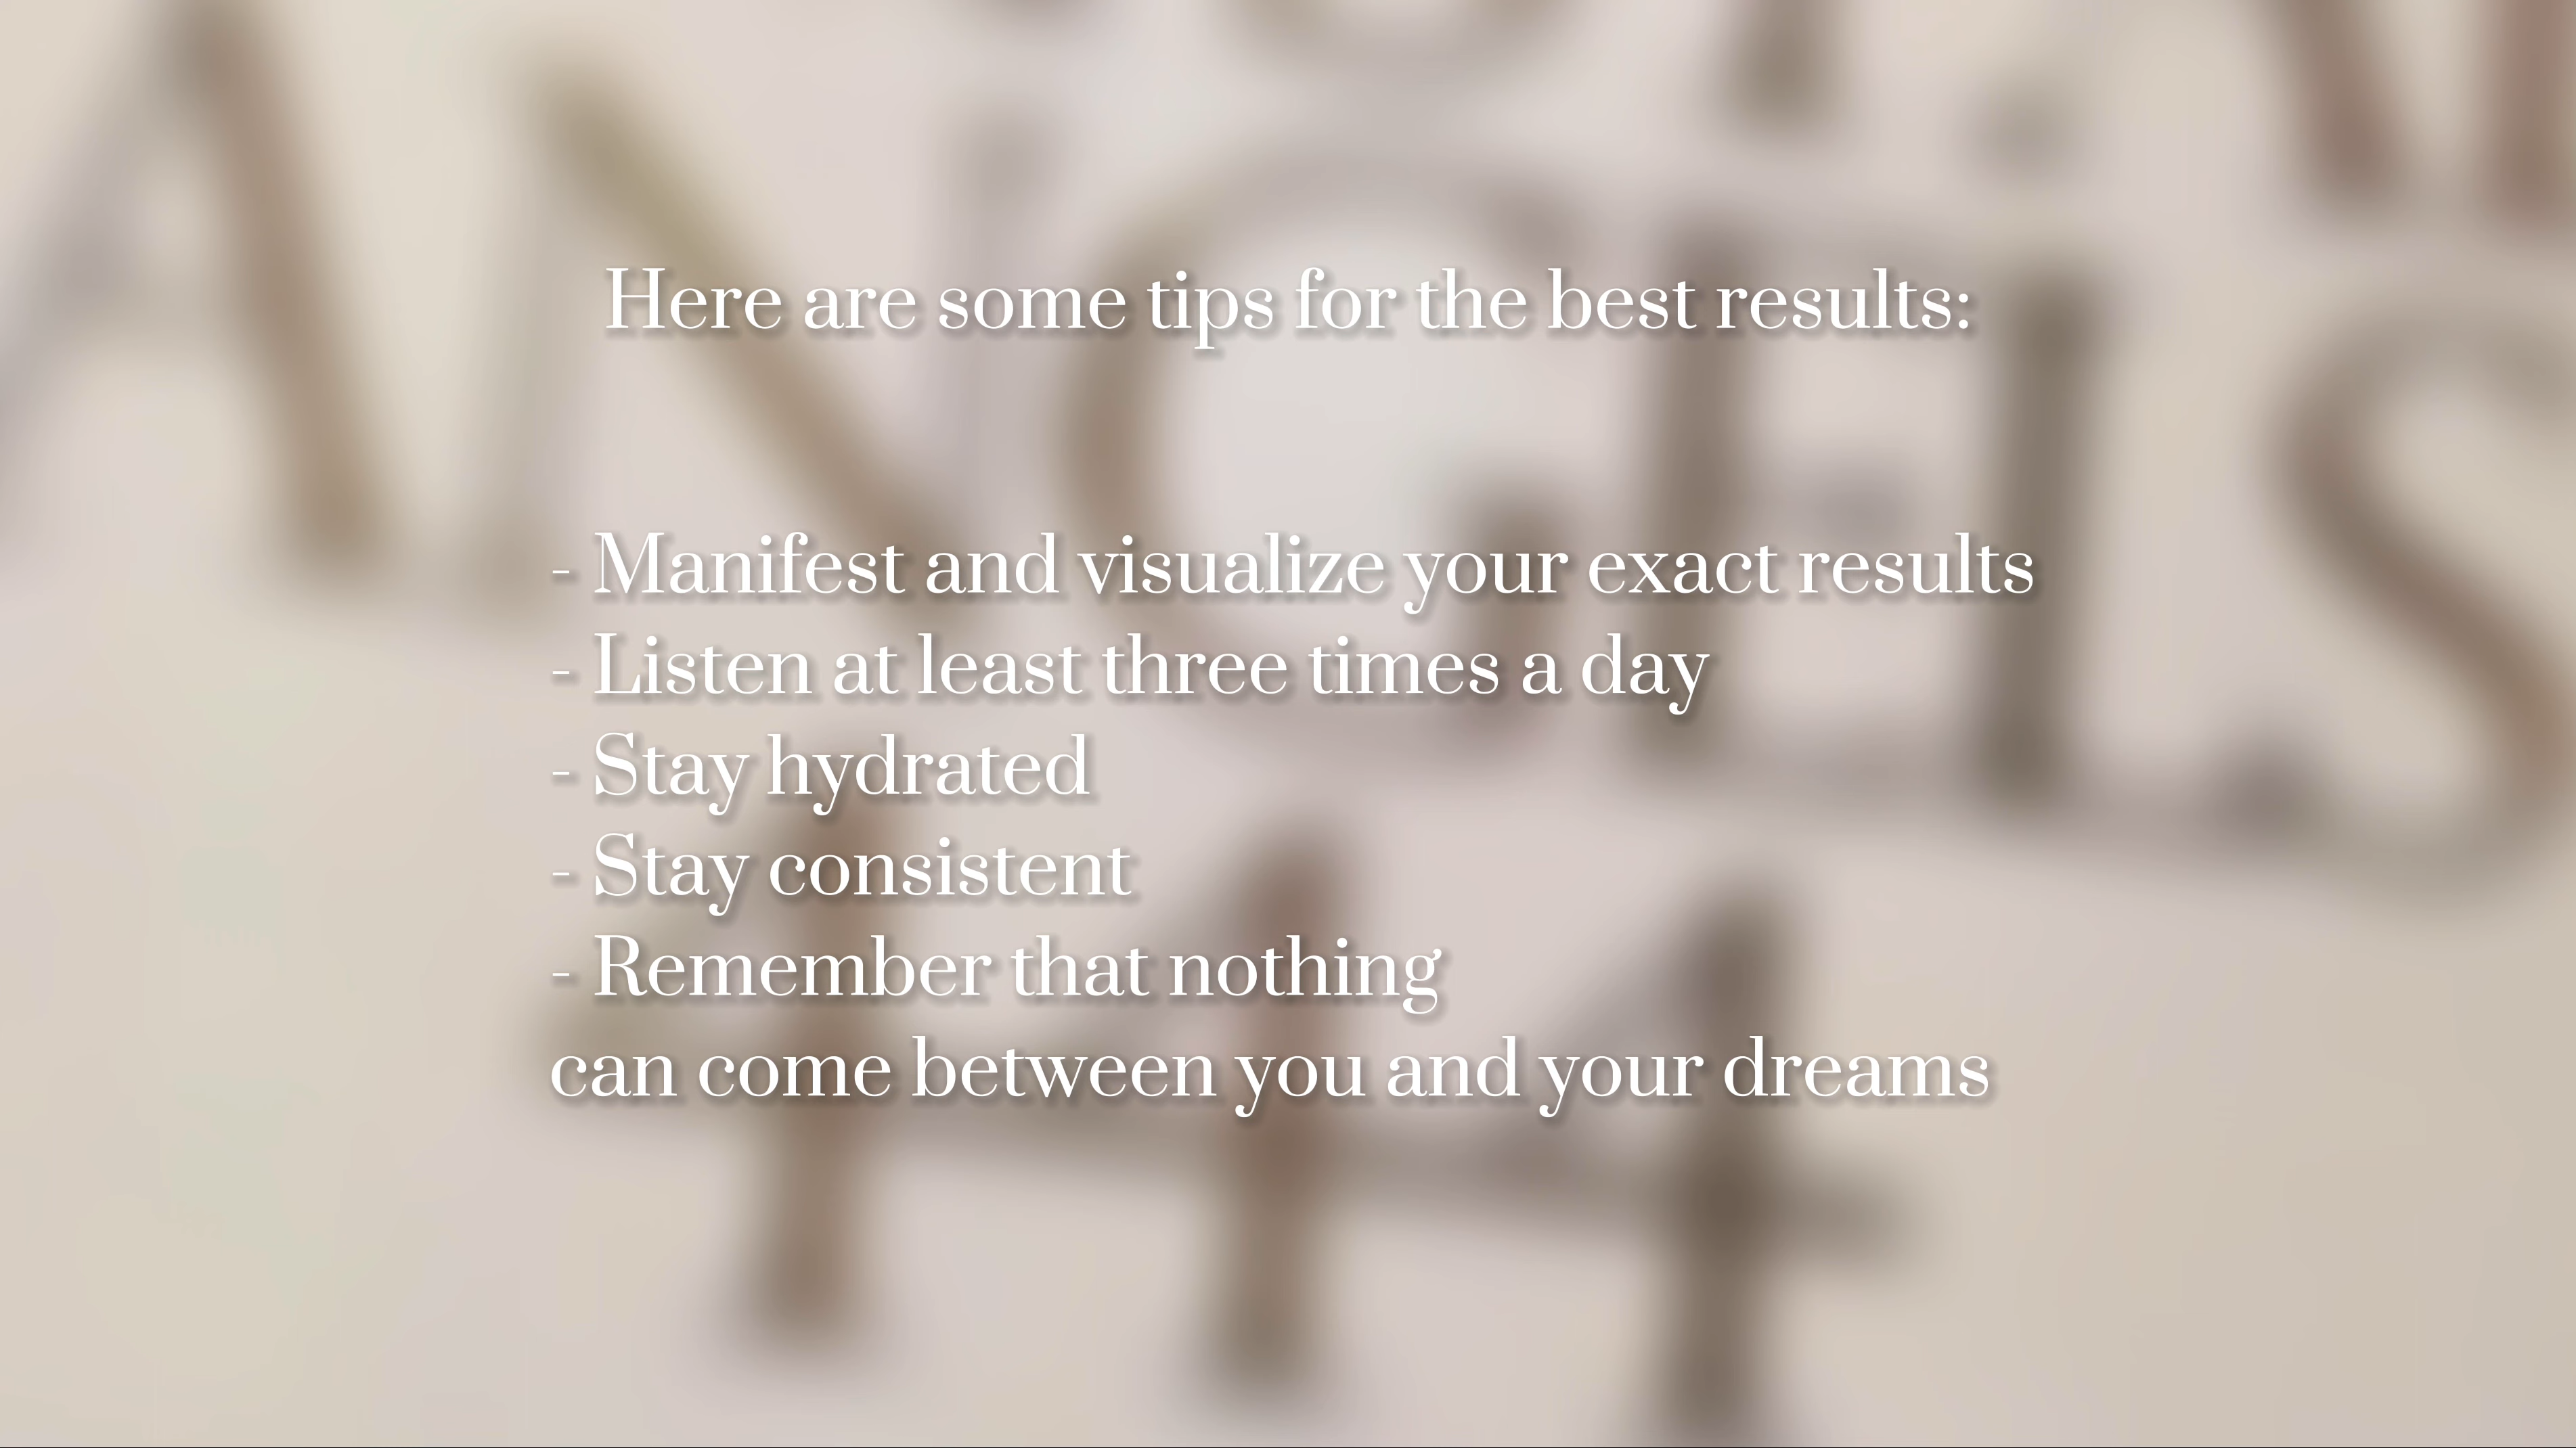 Here are some tips for the best results:
- Manifest and visualize your exact results
- Listen at least three times a day
- Stay hydrated
- Stay consistent
- Remember that nothing
can come between you and your dreams